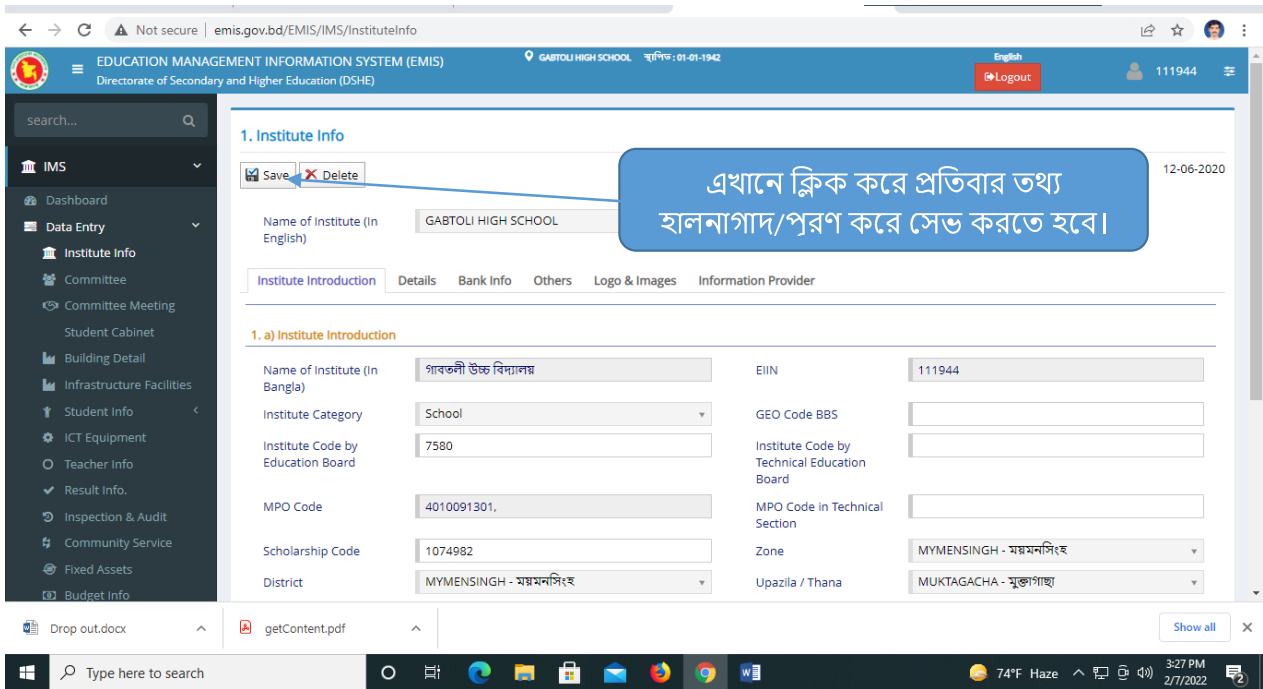 Not secure emis.gov.bd/EMIS/IMS/InstituteInfo
EDUCATION MANAGEMENT INFORMATION SYSTEM (EMIS)
Directorate of Secondary and Higher Education (DSHE)
GABTOLI HIGH SCHOOL স্থাপিত : 01-01-1942
English
Logout
111944
search...
IMS
Dashboard
Data Entry
Institute Info
Committee
Committee Meeting
Student Cabinet
Building Detail
Infrastructure Facilities
Student Info
ICT Equipment
Teacher Info
Result Info.
Inspection & Audit
Community Service
Fixed Assets
Budget Info
1. Institute Info
Save Delete
12-06-2020
এখানে ক্লিক করে প্রতিবার তথ্য
হালনাগাদ/পূরণ করে সেভ করতে হবে।
Name of Institute (In
English)
GABTOLI HIGH SCHOOL
Institute Introduction Details Bank Info Others Logo & Images Information Provider
1. a) Institute Introduction
Name of Institute (In
Bangla)
গাবতলী উচ্চ বিদ্যালয়
EIIN
111944
Institute Category
School
GEO Code BBS
Institute Code by
Education Board
7580
Institute Code by
Technical Education
Board
MPO Code
4010091301,
MPO Code in Technical
Section
Scholarship Code
1074982
Zone
MYMENSINGH - ময়মনসিংহ
District
MYMENSINGH - ময়মনসিংহ
Upazila / Thana
MUKTAGACHA - মুক্তাগাছা
Drop out.docx
getContent.pdf
Show all
Type here to search
74°F Haze
3:27 PM
2/7/2022
2